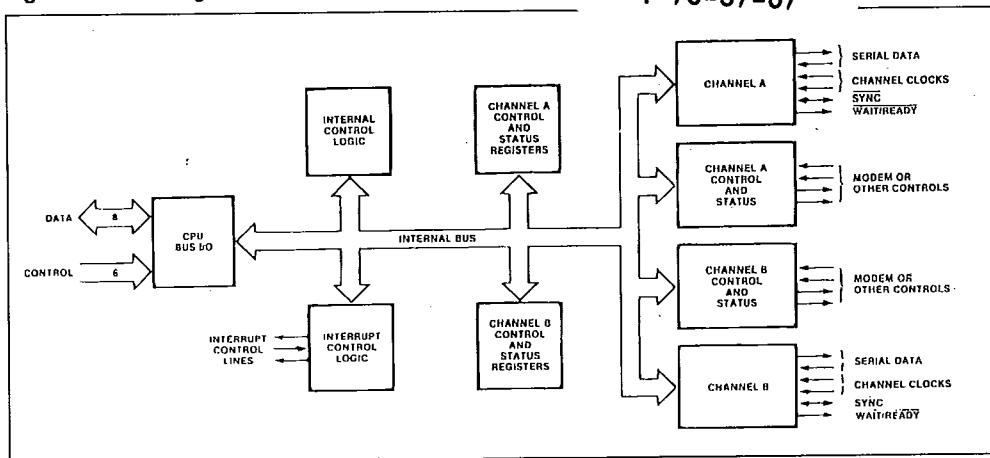 INTERNAL
CONTROL
LOGIC
CHANNEL A
CONTROL
AND
STATUS
REGISTERS
CHANNEL A
SERIAL DATA
CHANNEL CLOCKS
SYNC
WAIT/READY
CHANNEL A
CONTROL
AND
STATUS
MODEM OR
OTHER CONTROLS
DATA
8
CPU
BUS I/O
INTERNAL BUS
CONTROL
6
CHANNEL B
CONTROL
AND
STATUS
MODEM OR
OTHER CONTROLS
INTERRUPT
CONTROL
LINES
INTERRUPT
CONTROL
LOGIC
CHANNEL B
CONTROL
AND
STATUS
REGISTERS
CHANNEL B
SERIAL DATA
CHANNEL CLOCKS
SYNC
WAIT/READY